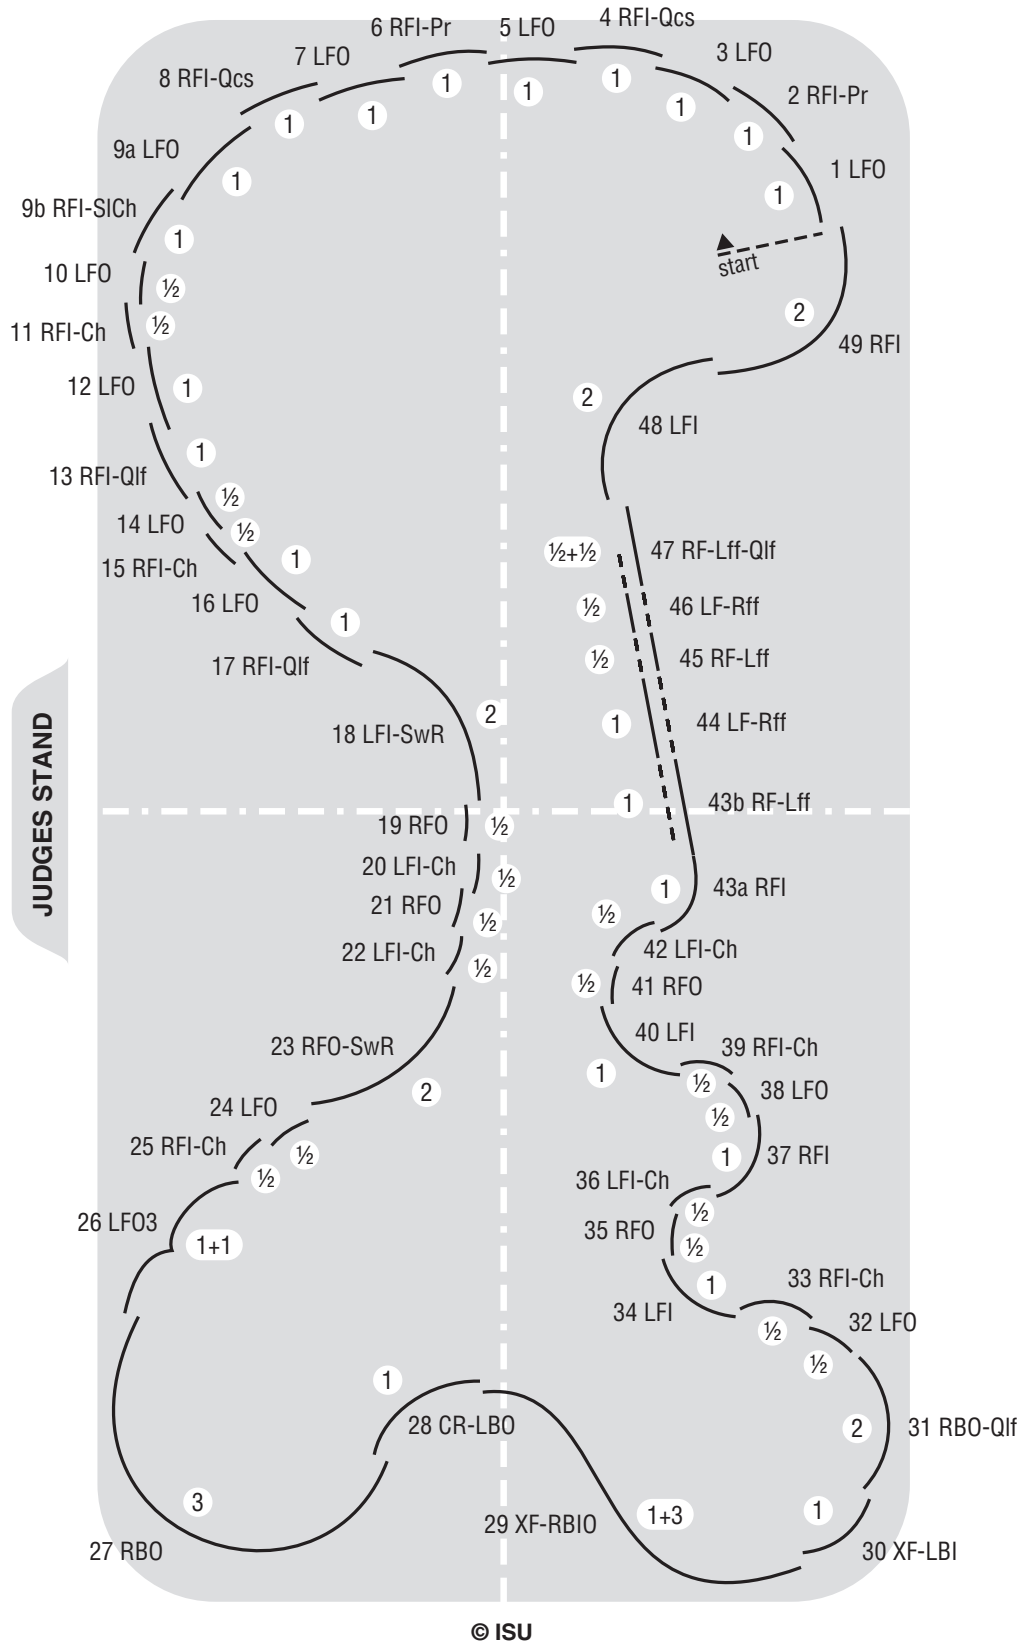 6 RFI-Pr
5 LFO
4 RFI-Qcs
7 LFO
3 LFO
8 RFI-Qcs
2 RFI-Pr
1
1
1
1
1
1
1
9a LFO
1 LFO
1
1
9b RFI-SlCh
1
start
10 LFO
½
2
11 RFI-Ch
½
49 RFI
12 LFO
1
2
48 LFI
13 RFI-Qlf
1
½
14 LFO
½
½+½
47 RF-Lff-Qlf
15 RFI-Ch
1
16 LFO
½
46 LF-Rff
1
17 RFI-Qlf
½
45 RF-Lff
18 LFI-SwR
2
1
44 LF-Rff
JUDGES STAND
1
43b RF-Lff
19 RFO
½
20 LFI-Ch
½
1
43a RFI
21 RFO
½
½
22 LFI-Ch
½
42 LFI-Ch
½
41 RFO
40 LFI
23 RFO-SwR
39 RFI-Ch
2
1
½
38 LFO
24 LFO
½
25 RFI-Ch
½
1
37 RFI
½
36 LFI-Ch
½
26 LFO3
1+1
35 RFO
½
1
33 RFI-Ch
34 LFI
½
32 LFO
½
1
28 CR-LBO
2
31 RBO-Qlf
3
29 XF-RBIO
1+3
1
27 RBO
30 XF-LBI
© ISU